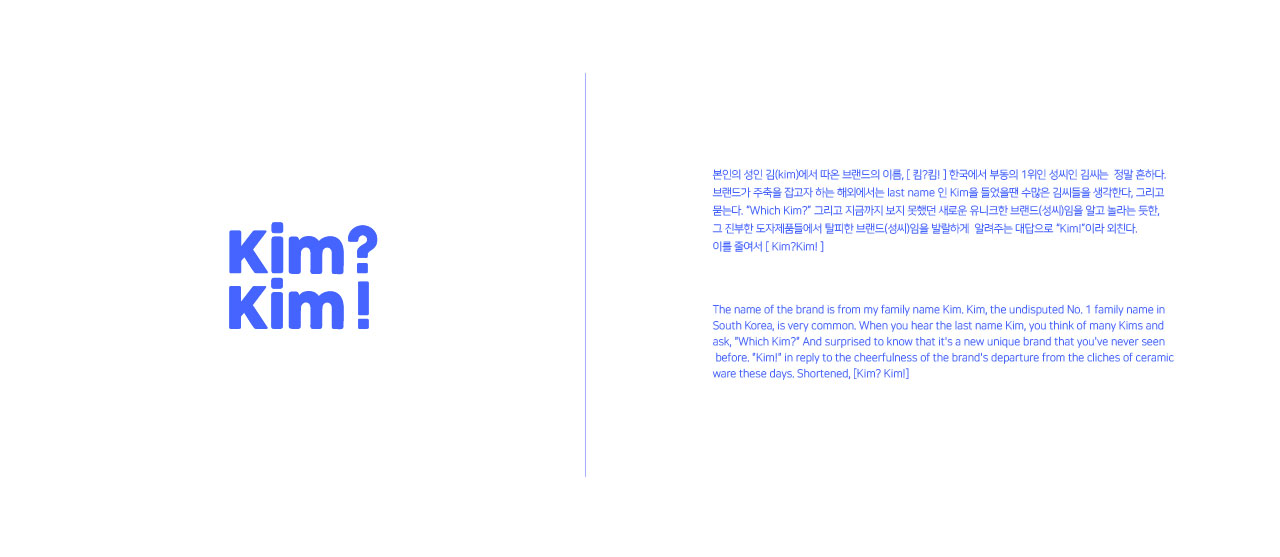 Kim?
Kim!
본인의 성인 김(kim)에서 따온 브랜드의 이름, [ 킴?킴! ] 한국에서 부동의 1위인 성씨인 김씨는 정말 흔하다.
브랜드가 주축을 잡고자 하는 해외에서는 last name 인 Kim을 들었을땐 수많은 김씨들을 생각한다, 그리고
묻는다. “Which Kim?” 그리고 지금까지 보지 못했던 새로운 유니크한 브랜드(성씨)임을 알고 놀라는 듯한,
그 진부한 도자제품들에서 탈피한 브랜드(성씨)임을 발랄하게 알려주는 대답으로 “Kim!”이라 외친다.
이를 줄여서 [ Kim?Kim! ]
The name of the brand is from my family name Kim. Kim, the undisputed No. 1 family name in
South Korea, is very common. When you hear the last name Kim, you think of many Kims and
ask, "Which Kim?" And surprised to know that it's a new unique brand that you've never seen
before. "Kim!" in reply to the cheerfulness of the brand's departure from the cliches of ceramic
ware these days. Shortened, [Kim? Kim!]